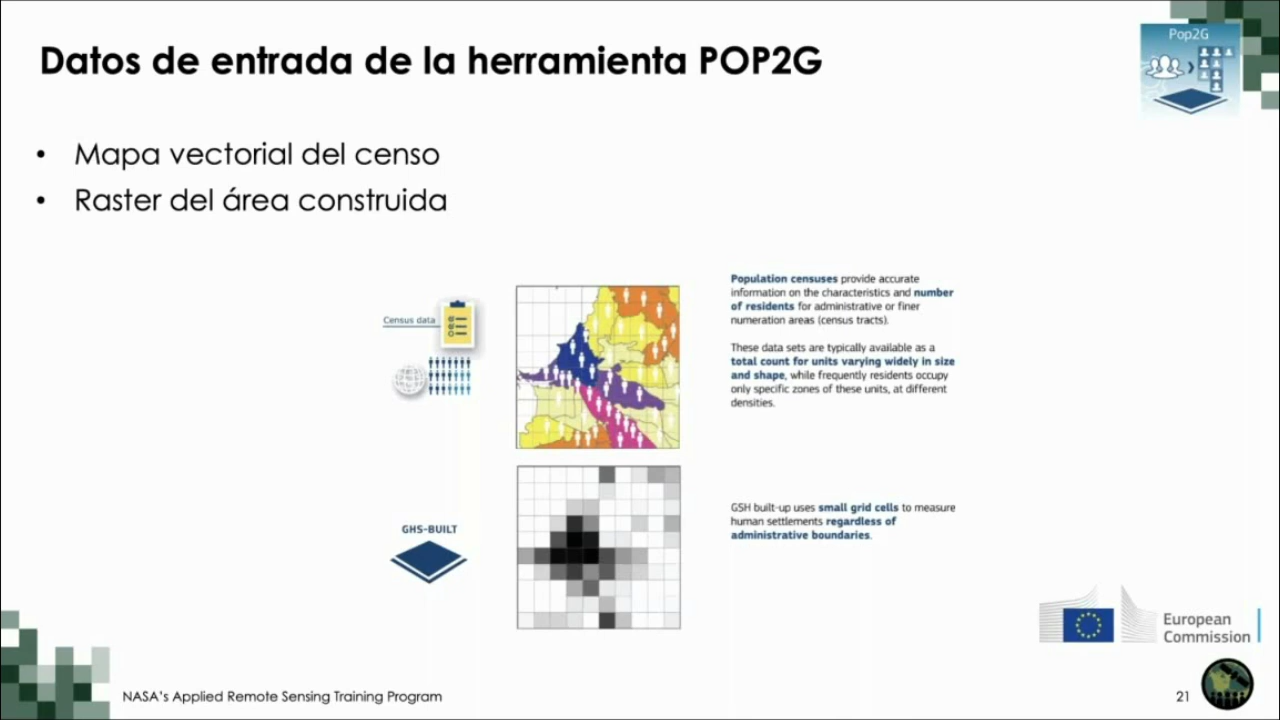 Datos de entrada de la herramienta POP2G
Pop2G
• Mapa vectorial del censo
• Raster del área construida
Census data
Population censuses provide accurate
information on the characteristics and number
of residents for administrative or finer
numeration areas (census tracts).
These data sets are typically available as a
total count for units varying widely in size
and shape, while frequently residents occupy
only specific zones of these units, at different
densities.
GHS-BUILT
GSH built-up uses small grid cells to measure
human settlements regardless of
administrative boundaries.
European
Commission
NASA's Applied Remote Sensing Training Program
21